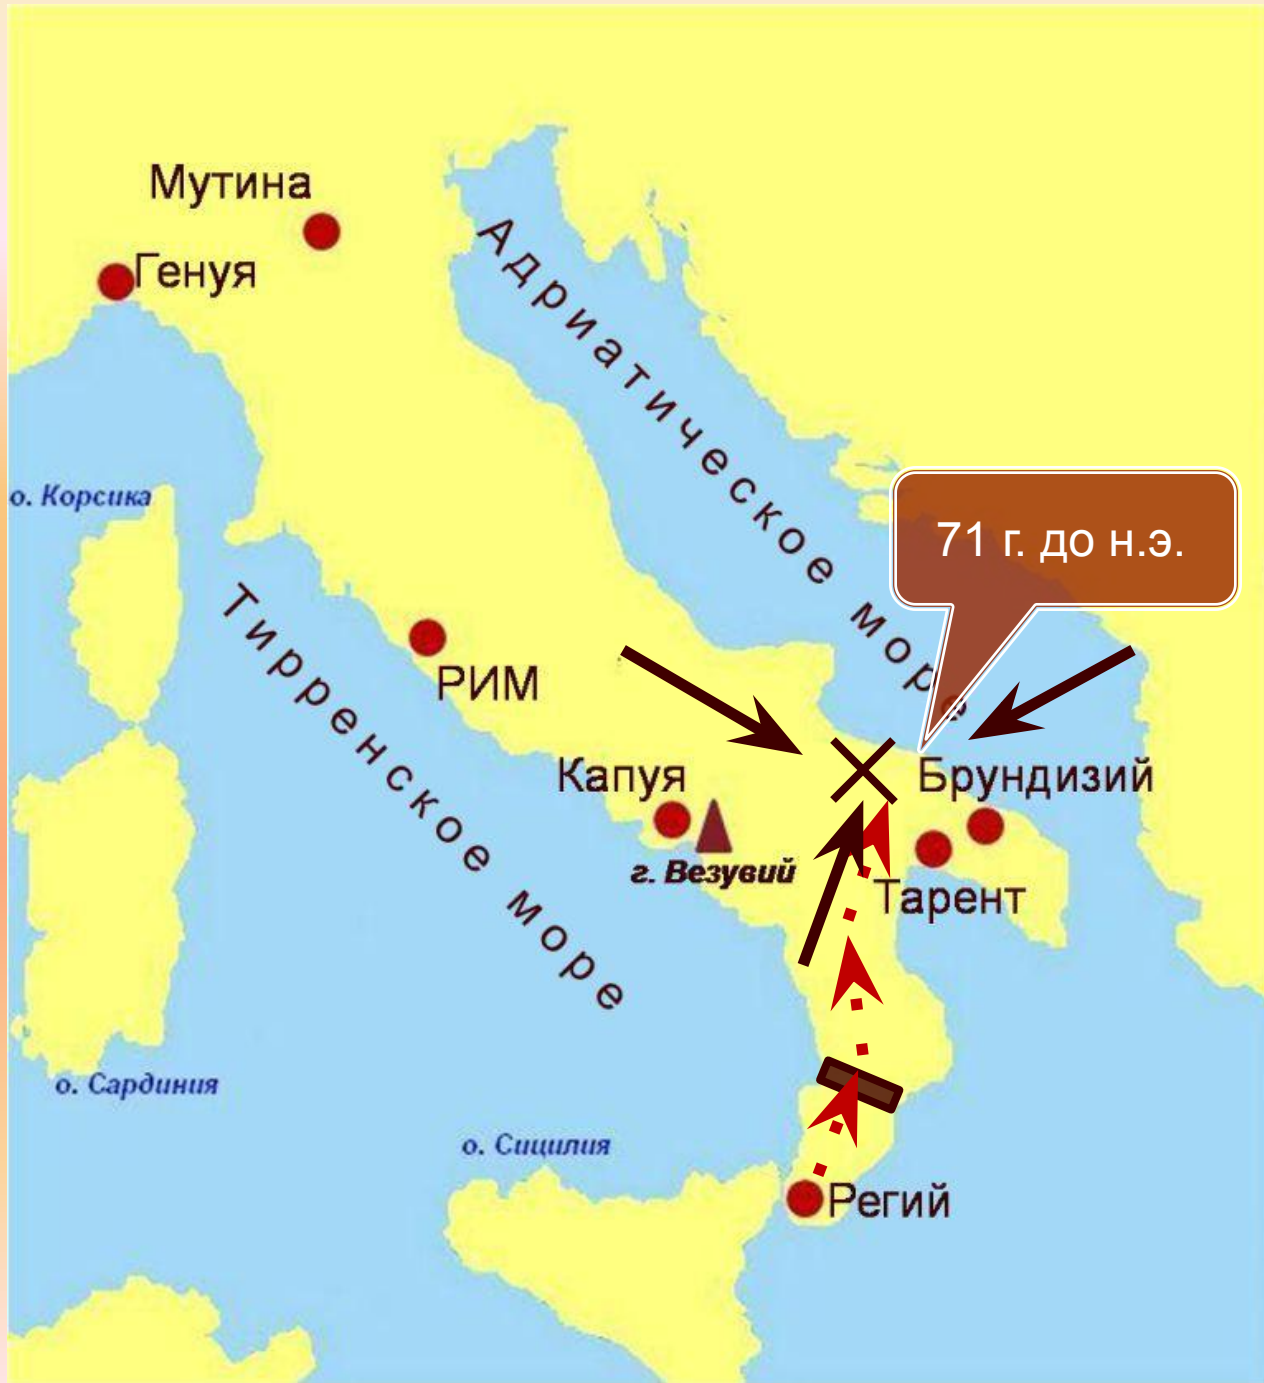 Мутина
Генуя
Адриатическое море
о. Корсика
71 г. до н.э.
Тирренское море
РИМ
Капуя
Брундизий
г. Везувий
Тарент
о. Сардиния
о. Сицилия
Регий